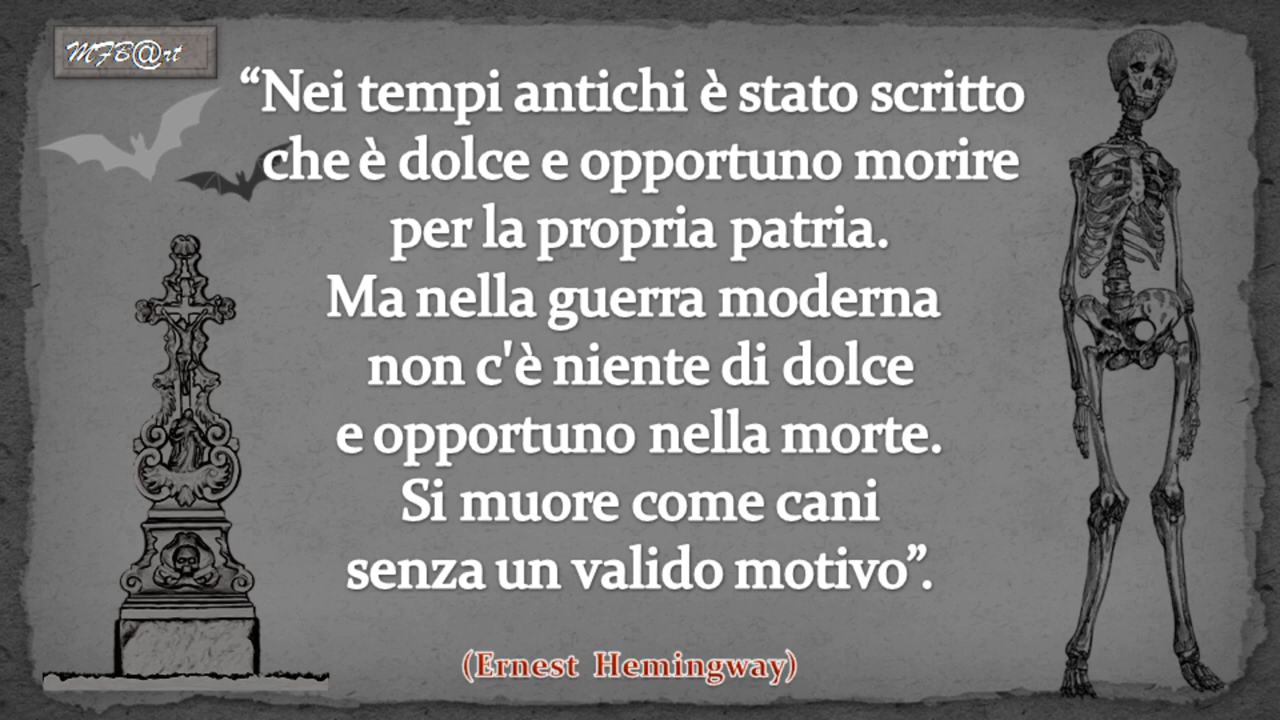 MFB@rt
“Nei tempi antichi è stato scritto
che è dolce e opportuno morire
per la propria patria.
Ma nella guerra moderna
non c'è niente di dolce
e opportuno nella morte.
Si muore come cani
senza un valido motivo”.
(Ernest Hemingway)